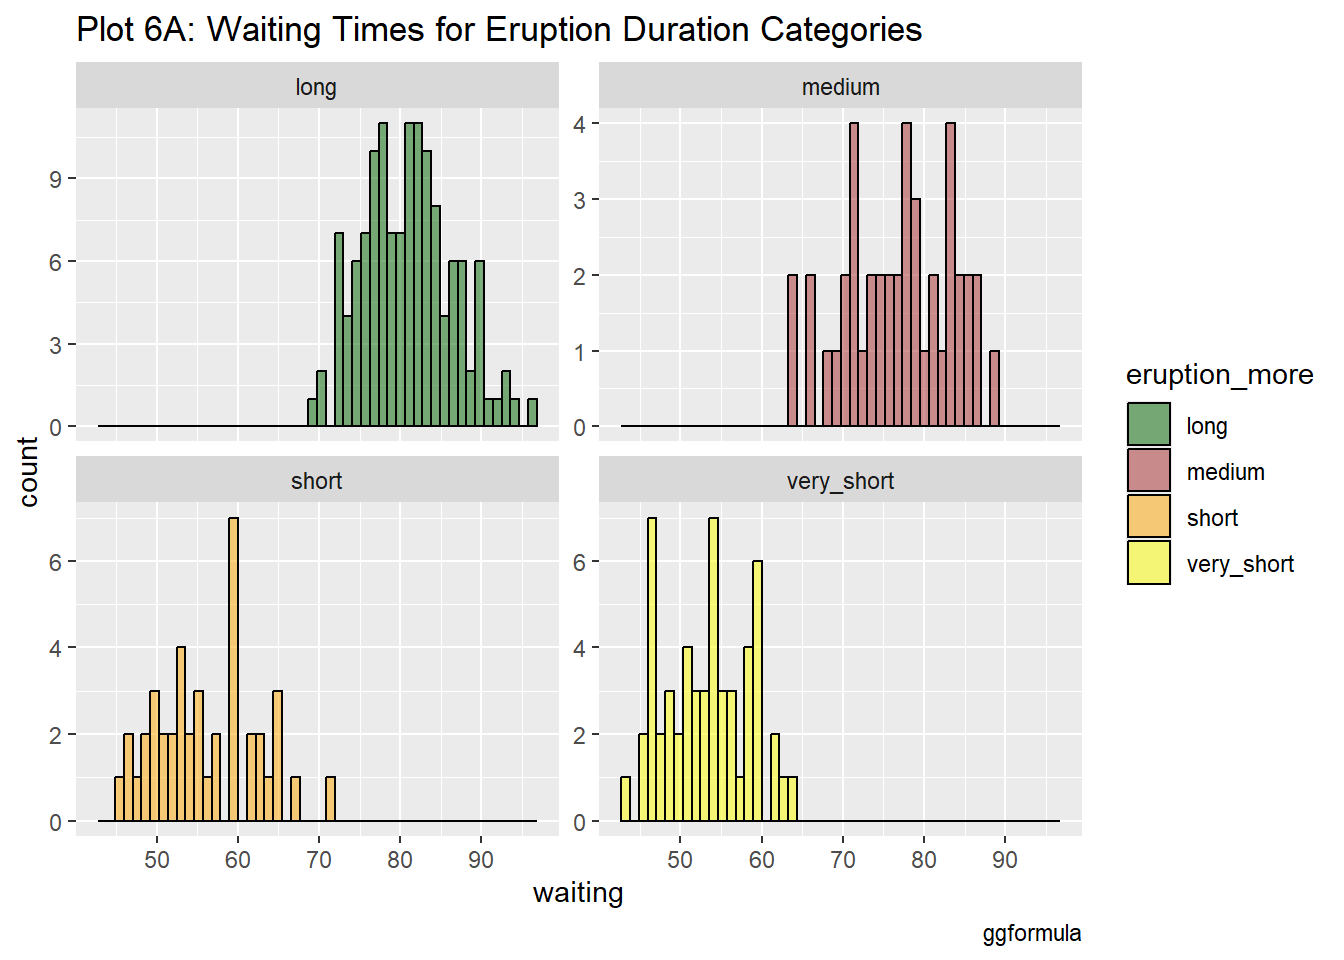 Plot 6A: Waiting Times for Eruption Duration Categories
long
medium
9
6
3
0
4
3
2
1
0
count
short
very_short
6
4
2
0
6
4
2
0
50 60 70 80 90
50 60 70 80 90
waiting
eruption_more
long
medium
short
very_short
ggformula